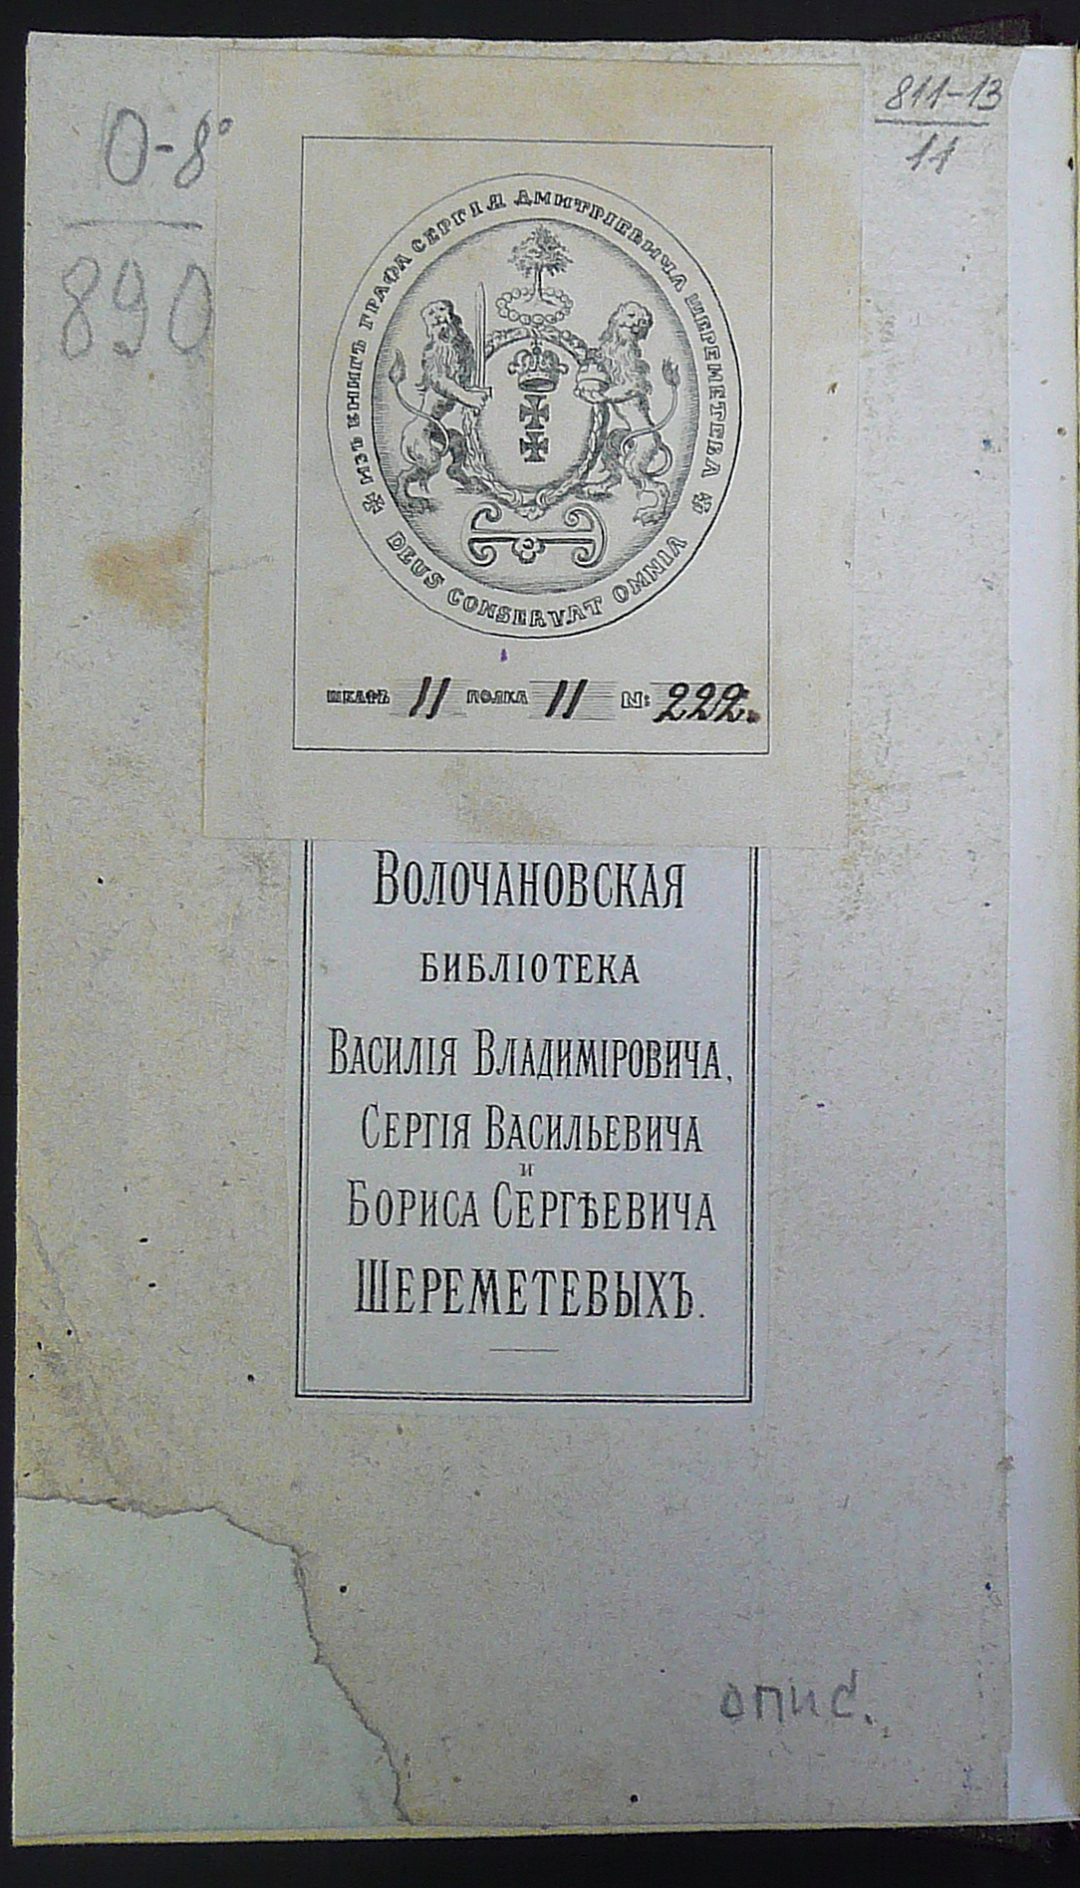 О-8°
890
811-13
11
ИЗЪ КНИГЪ ГРАФА СЕРГІЯ ДМИТРІЕВИЧА ШЕРЕМЕТЕВА
DEUS CONSERVAT OMNIA
ШКАФЪ 11 ПОЛКА 11 №: 222.
ВОЛОЧАНОВСКАЯ
БИБЛІОТЕКА
ВАСИЛІЯ ВЛАДИМІРОВИЧА,
СЕРГІЯ ВАСИЛЬЕВИЧА
И
БОРИСА СЕРГѢЕВИЧА
ШЕРЕМЕТЕВЫХЪ.
опис.